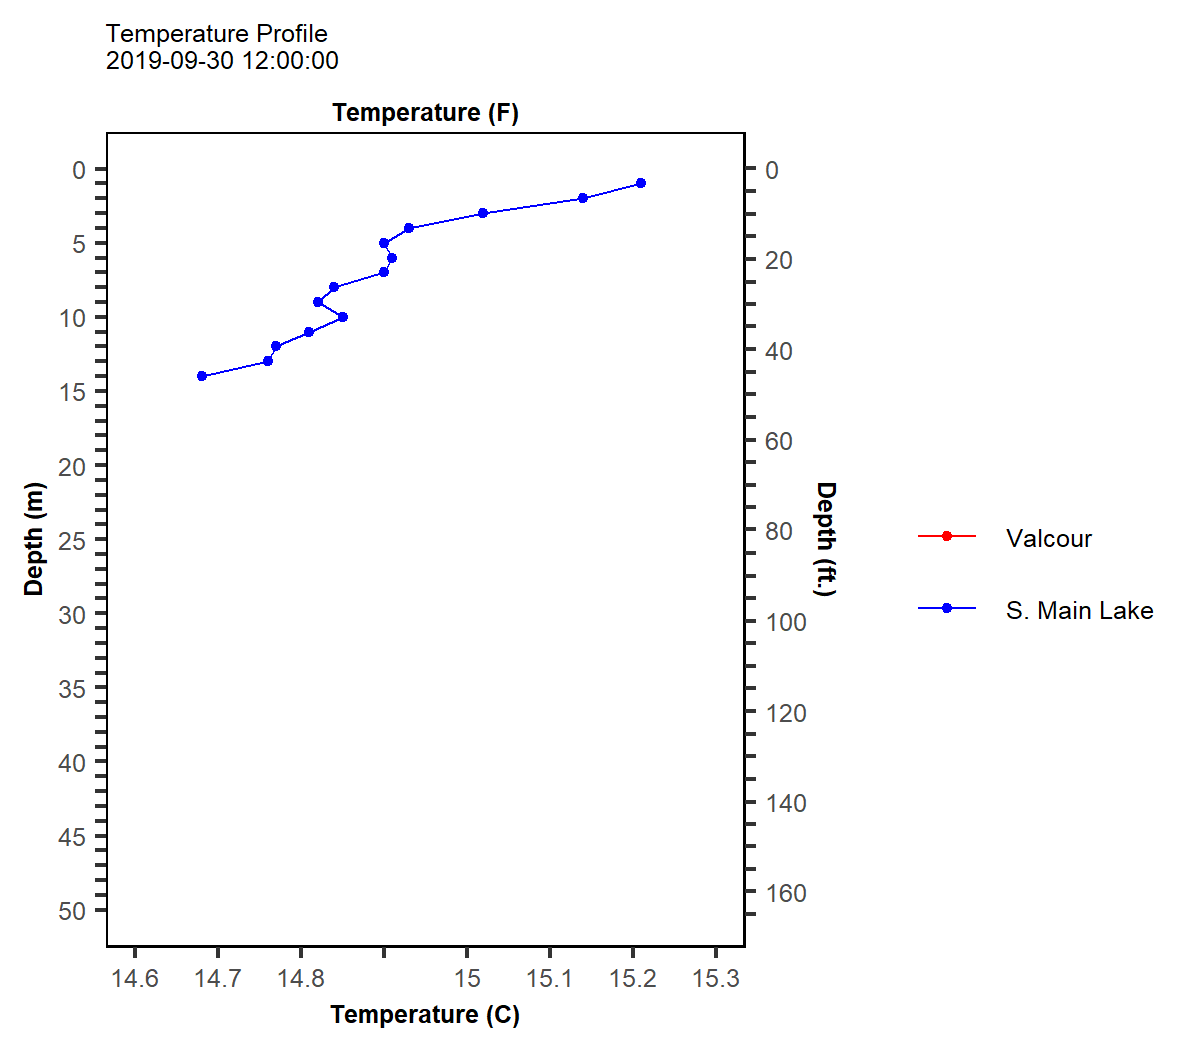 Temperature Profile
2019-09-30 12:00:00
Temperature (F)
0
5
10
15
20
25
30
35
40
45
50
Depth (m)
0
20
40
60
80
100
120
140
160
Depth (ft.)
14.6 14.7 14.8 15 15.1 15.2 15.3
Temperature (C)
Valcour
S. Main Lake